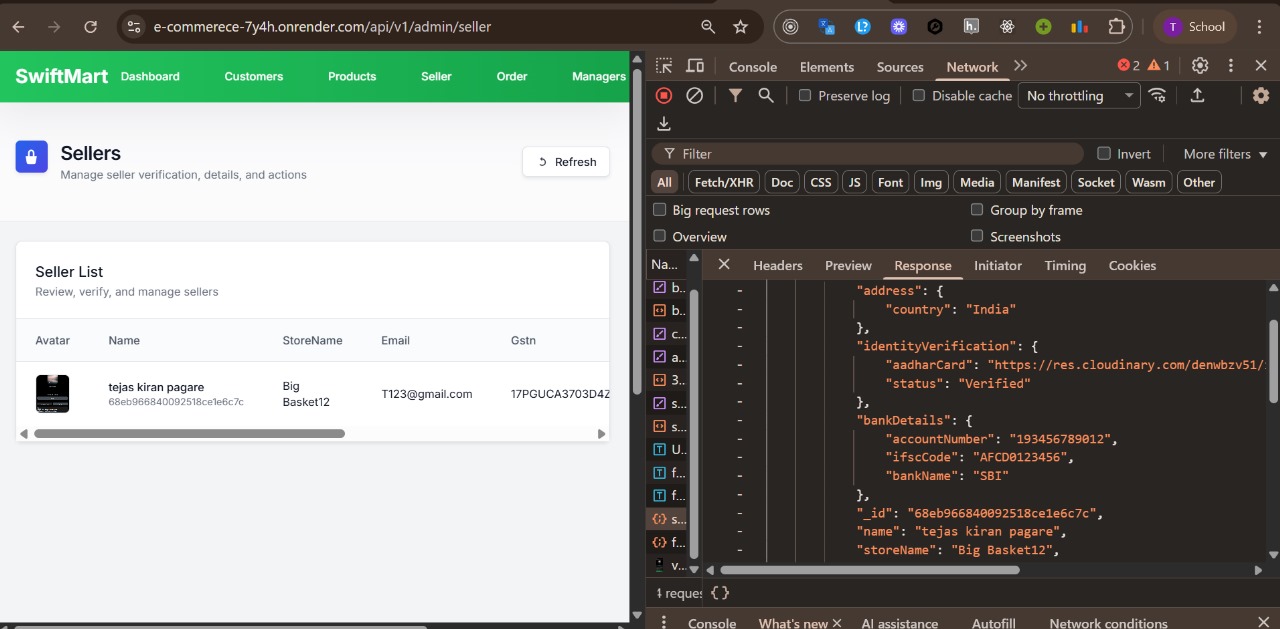 e-commerece-7y4h.onrender.com/api/v1/admin/seller
School
SwiftMart Dashboard Customers Products Seller Order Managers
Sellers
Manage seller verification, details, and actions
Refresh
Seller List
Review, verify, and manage sellers
Avatar Name StoreName Email Gstn
tejas kiran pagare
68eb966840092518ce1e6c7c
Big
Basket12
T123@gmail.com
17PGUCA3703D4Z
Console Elements Sources Network 2 1
Preserve log Disable cache No throttling
Filter Invert More filters
All Fetch/XHR Doc CSS JS Font Img Media Manifest Socket Wasm Other
Big request rows Group by frame
Overview Screenshots
Na... Headers Preview Response Initiator Timing Cookies
b..
b..
c...
a...
3...
s...
s...
U...
f...
f...
s...
f...
v...
"address": {
"country": "India"
},
"identityVerification": {
"aadharCard": "https://res.cloudinary.com/denwbzv51/
"status": "Verified"
},
"bankDetails": {
"accountNumber": "193456789012",
"ifscCode": "AFCD0123456",
"bankName": "SBI"
},
"_id": "68eb966840092518ce1e6c7c",
"name": "tejas kiran pagare",
"storeName": "Big Basket12",
reques {}
Console What's new AI assistance Autofill Network conditions